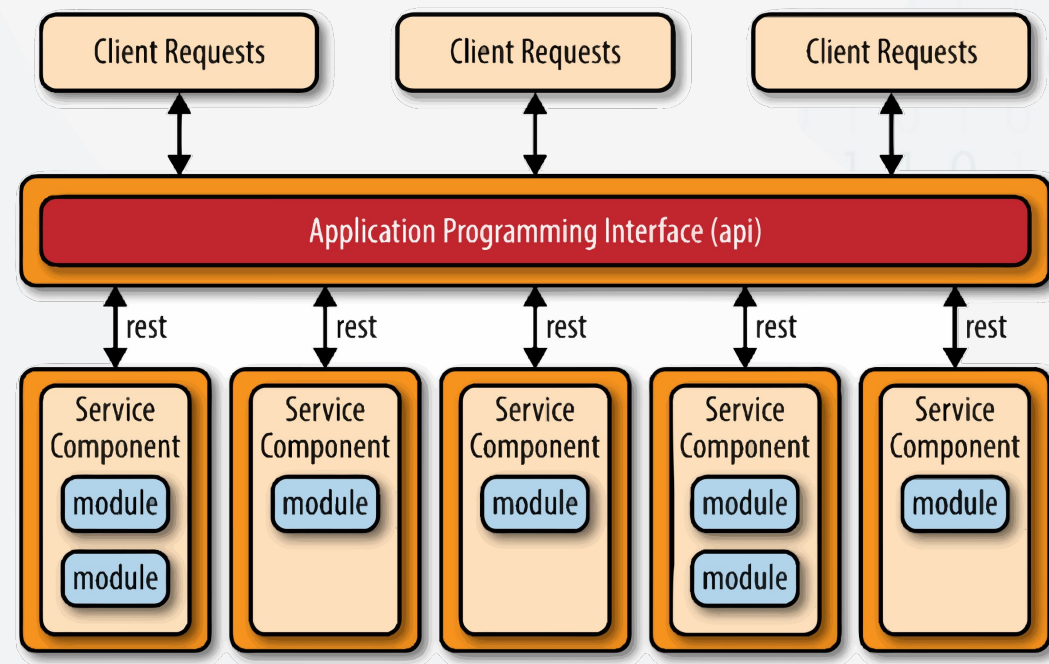 Client Requests
Client Requests
Client Requests
Application Programming Interface (api)
rest
rest
rest
rest
rest
Service
Component
module
module
Service
Component
module
Service
Component
module
Service
Component
module
module
Service
Component
module